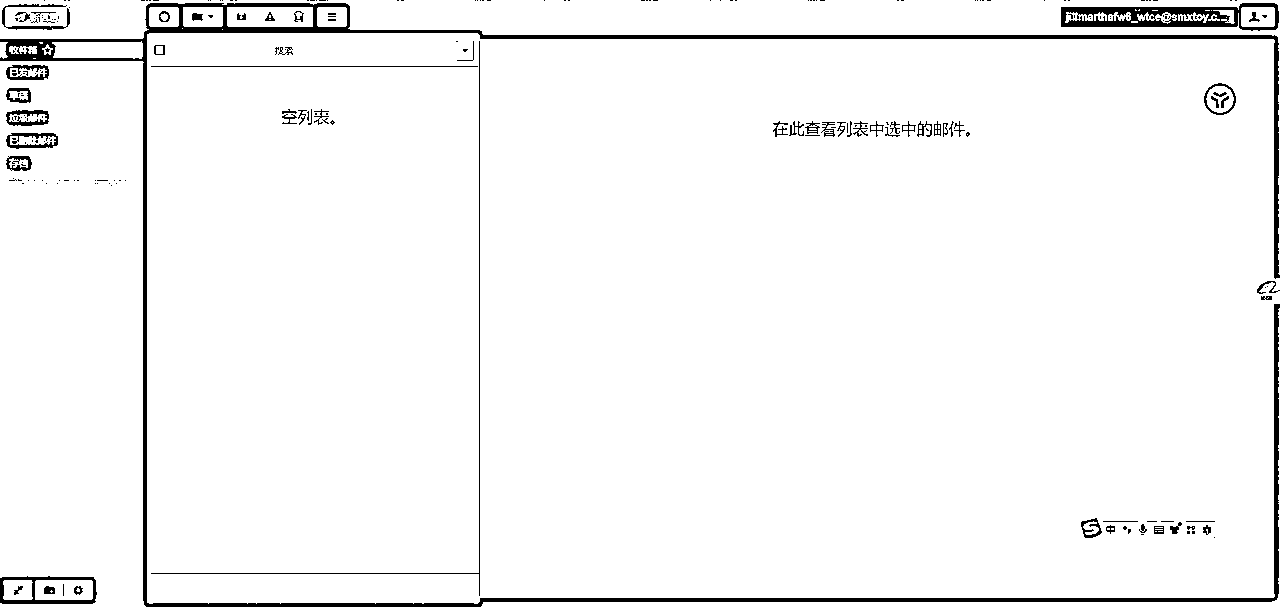 新邮件
jittmarthafw6_wtce@smxtoy.c...
收件箱
搜索
已发邮件
草稿
空列表。
垃圾邮件
在此查看列表中选中的邮件。
已删除邮件
存档
中